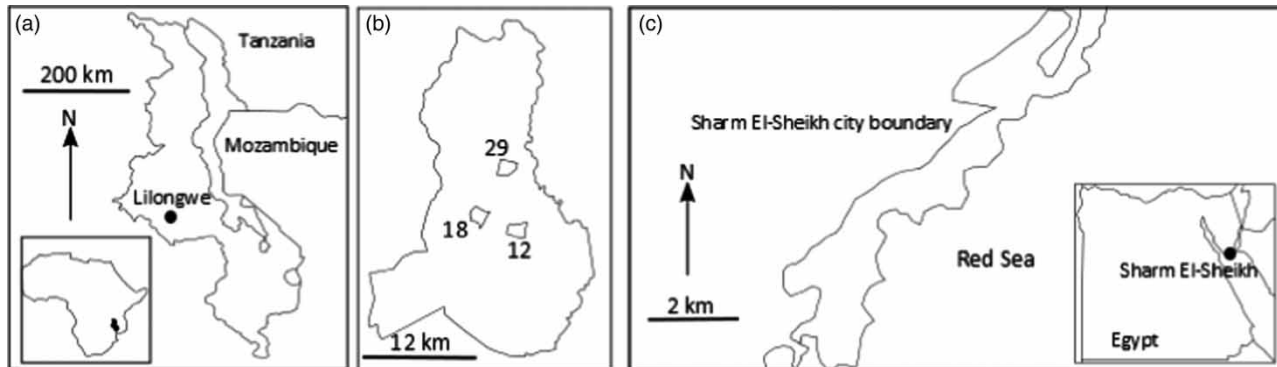 (a)
Tanzania
200 km
N
Mozambique
Lilongwe
(b)
29
18
12
12 km
(c)
Sharm El-Sheikh city boundary
N
Red Sea
2 km
Sharm El-Sheikh
Egypt